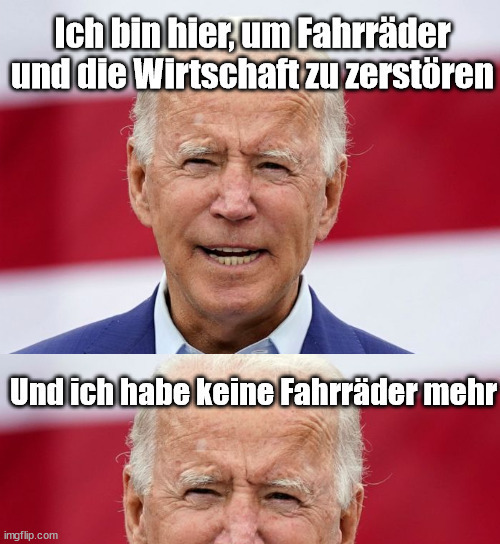 Ich bin hier, um Fahrräder
und die Wirtschaft zu zerstören
Und ich habe keine Fahrräder mehr
imgflip.com